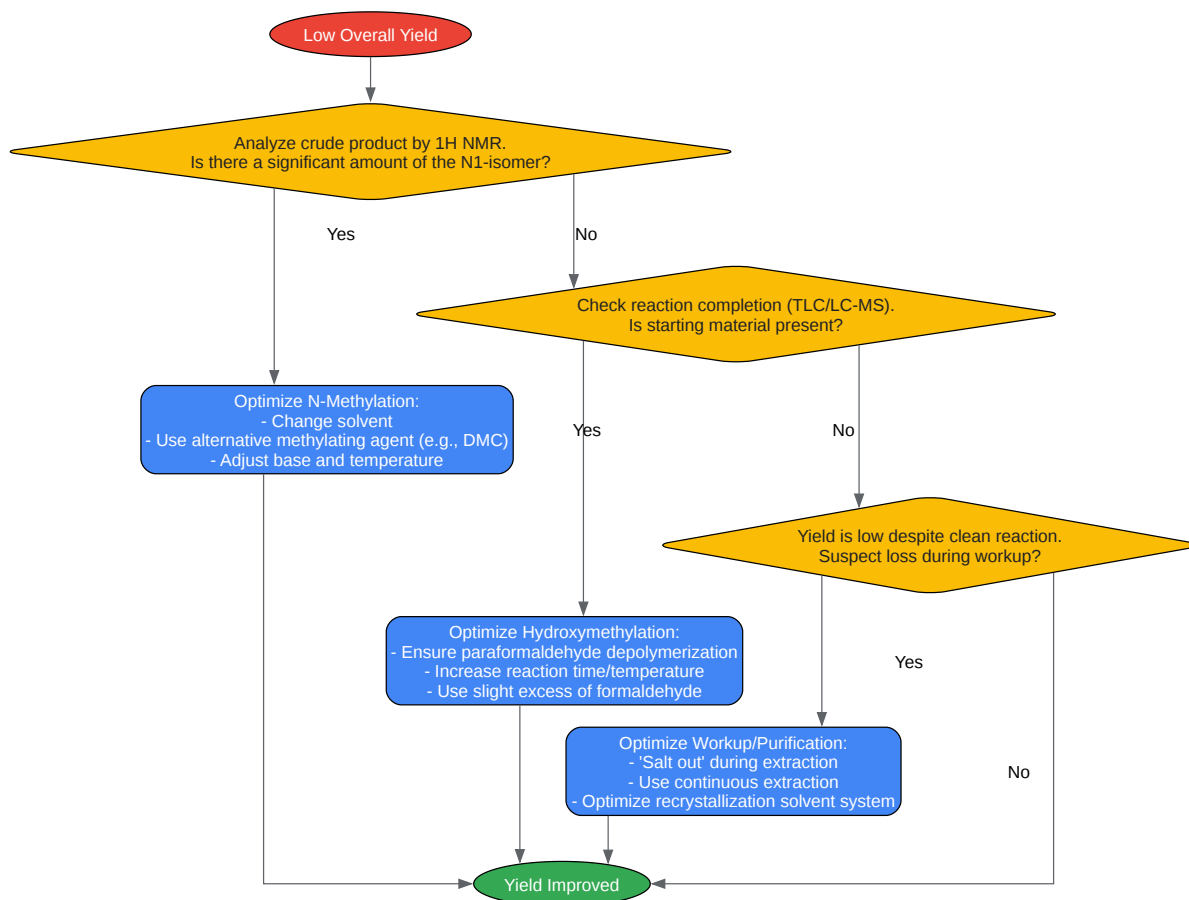 Low Overall Yield
Analyze crude product by 1H NMR.
Is there a significant amount of the N1-isomer?
Yes
No
Check reaction completion (TLC/LC-MS).
Is starting material present?
Optimize N-Methylation:
- Change solvent
- Use alternative methylating agent (e.g., DMC)
- Adjust base and temperature
Yes
No
Yield is low despite clean reaction.
Suspect loss during workup?
Optimize Hydroxymethylation:
- Ensure paraformaldehyde depolymerization
- Increase reaction time/temperature
- Use slight excess of formaldehyde
Yes
No
Optimize Workup/Purification:
- 'Salt out' during extraction
- Use continuous extraction
- Optimize recrystallization solvent system
Yield Improved